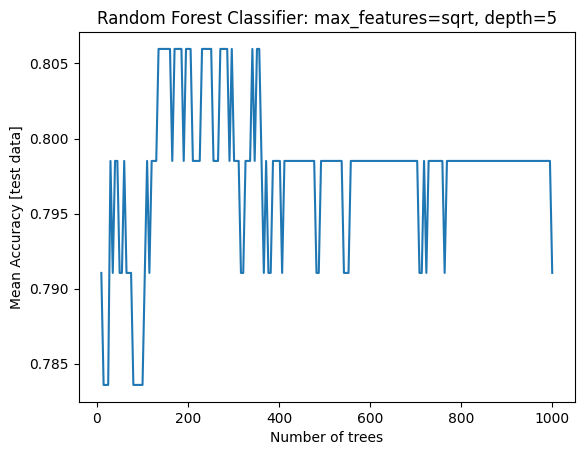 Random Forest Classifier: max_features=sqrt, depth=5
Mean Accuracy [test data]
0.805
0.800
0.795
0.790
0.785
0 200 400 600 800 1000
Number of trees